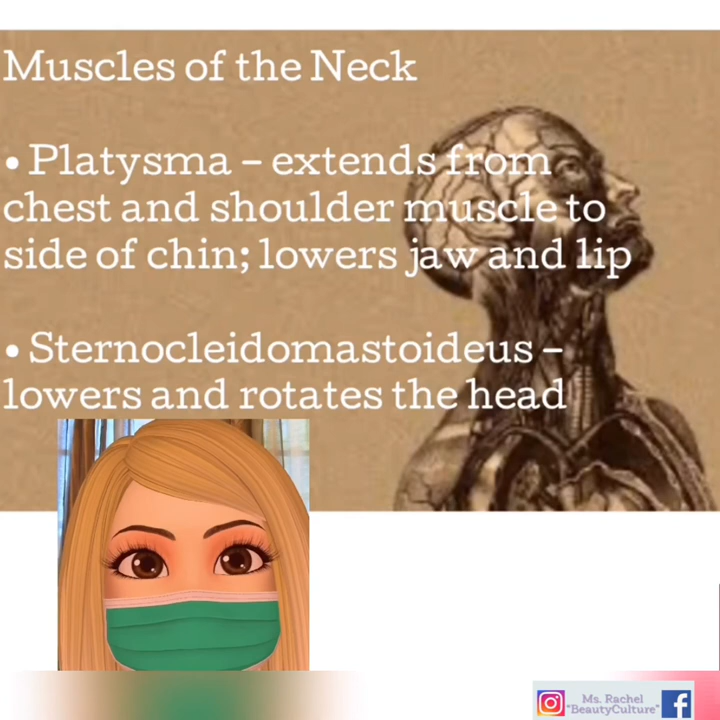 Muscles of the Neck
• Platysma – extends from
chest and shoulder muscle to
side of chin; lowers jaw and lip
• Sternocleidomastoideus –
lowers and rotates the head
Ms. Rachel
"BeautyCulture"